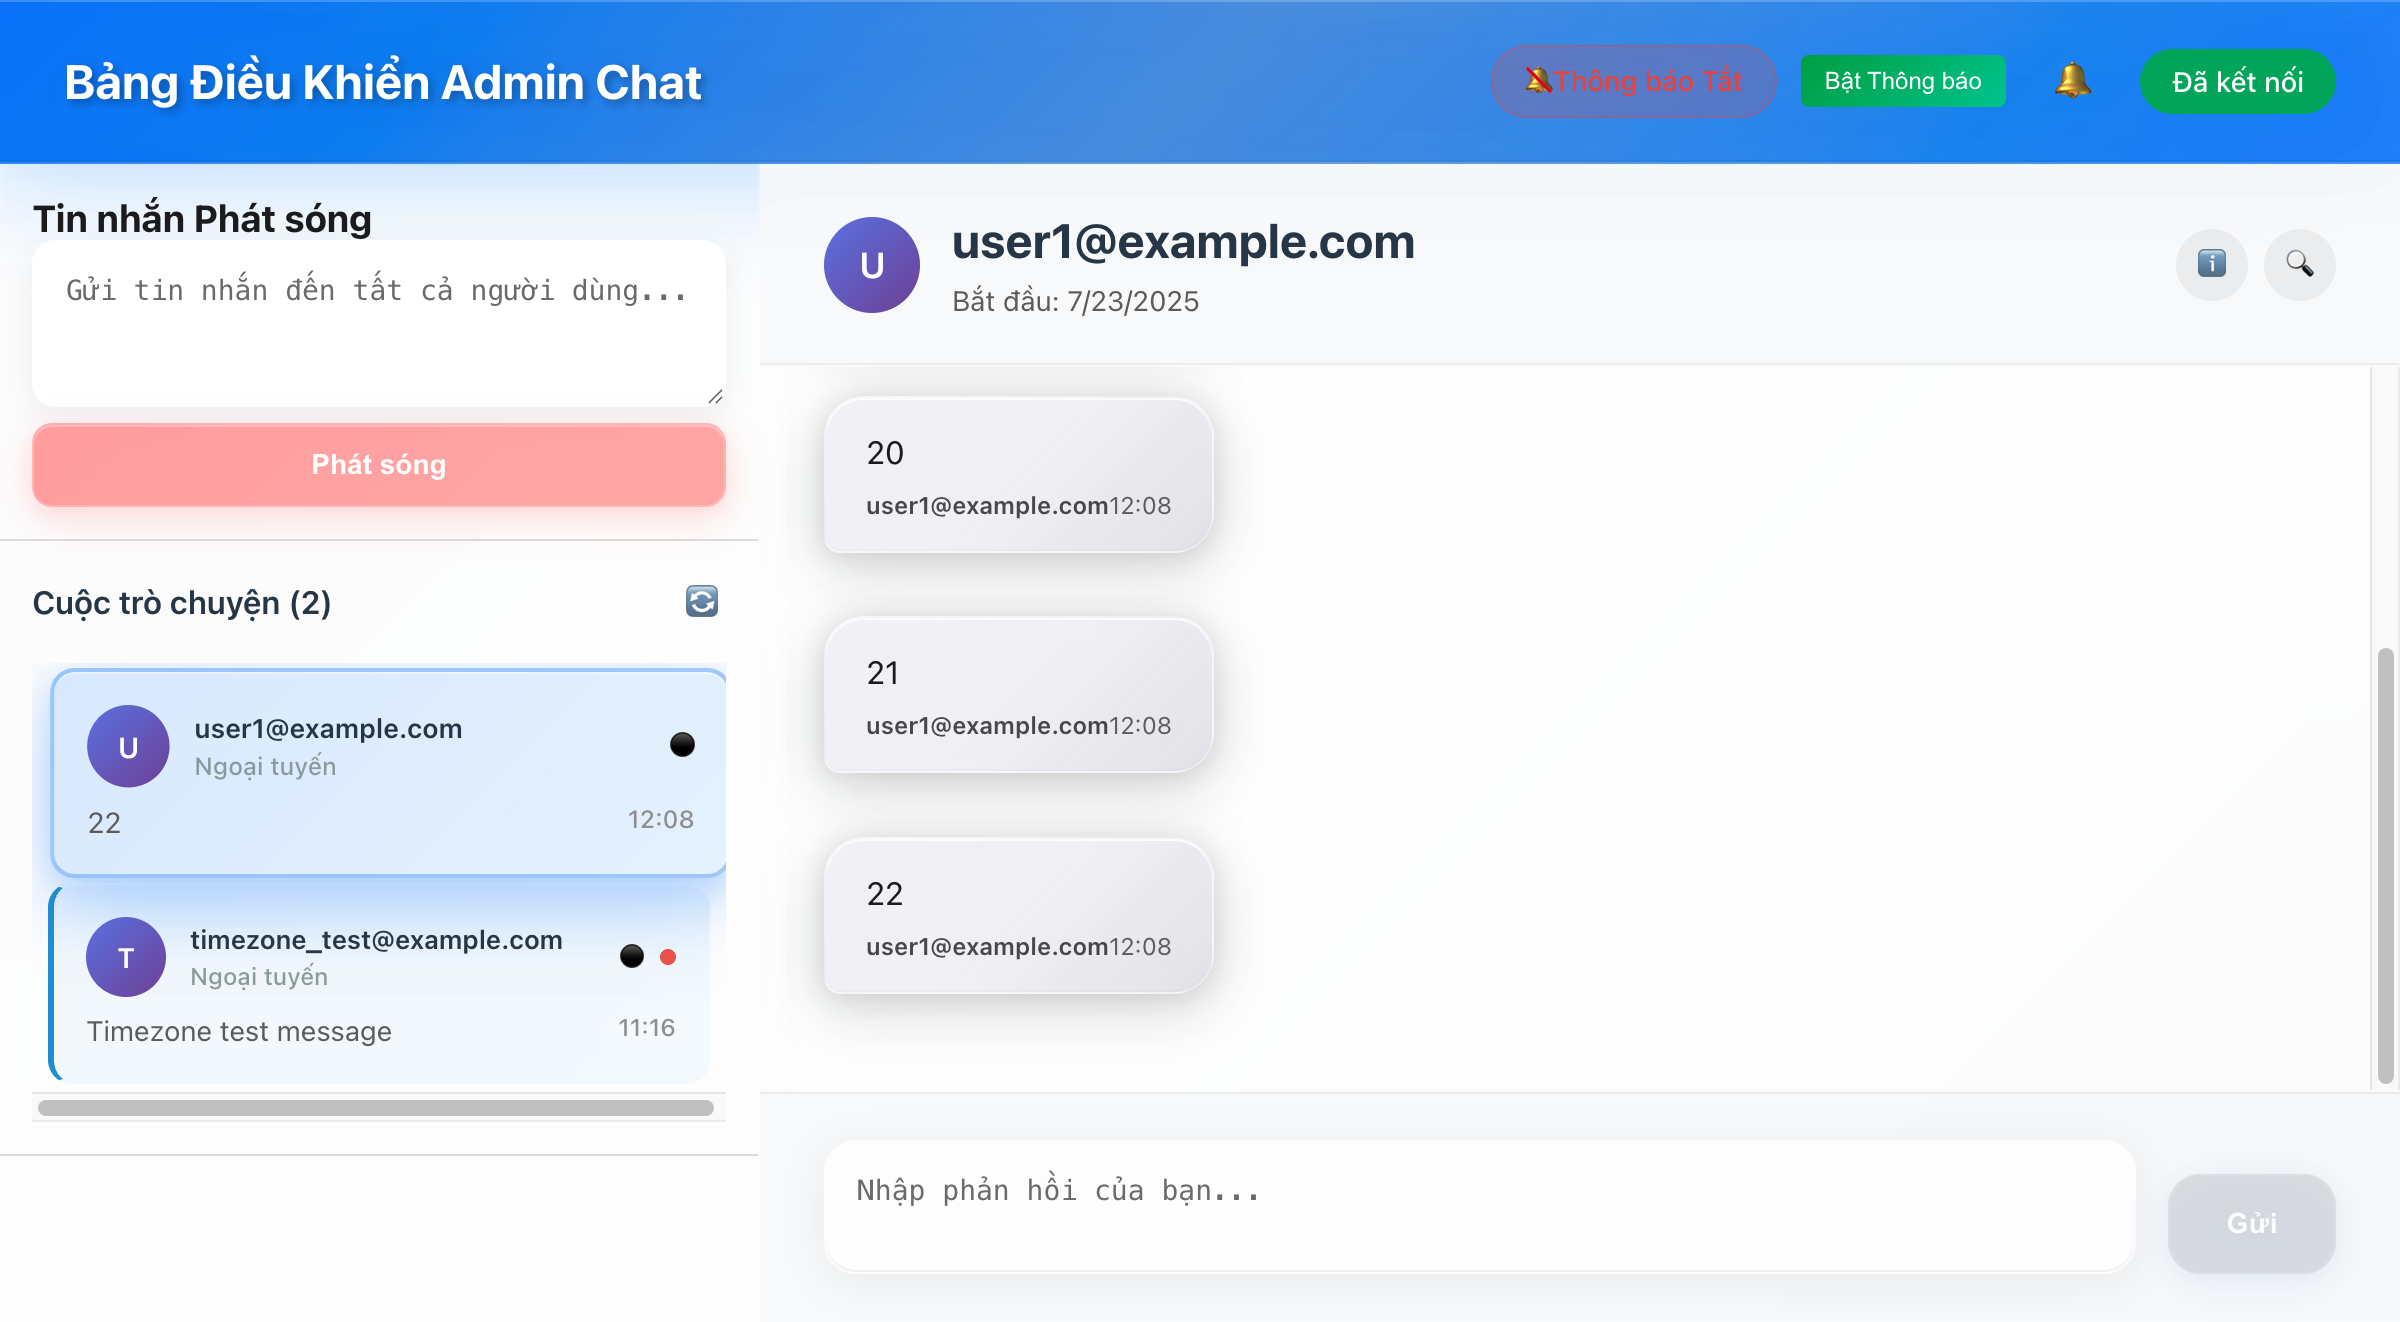 Bảng Điều Khiển Admin Chat
Thông báo Tắt
Bật Thông báo
Đã kết nối
Tin nhắn Phát sóng
Gửi tin nhắn đến tất cả người dùng...
Phát sóng
Cuộc trò chuyện (2)
U
user1@example.com
Ngoại tuyến
22
12:08
T
timezone_test@example.com
Ngoại tuyến
Timezone test message
11:16
U
user1@example.com
Bắt đầu: 7/23/2025
20
user1@example.com12:08
21
user1@example.com12:08
22
user1@example.com12:08
Nhập phản hồi của bạn...
Gửi